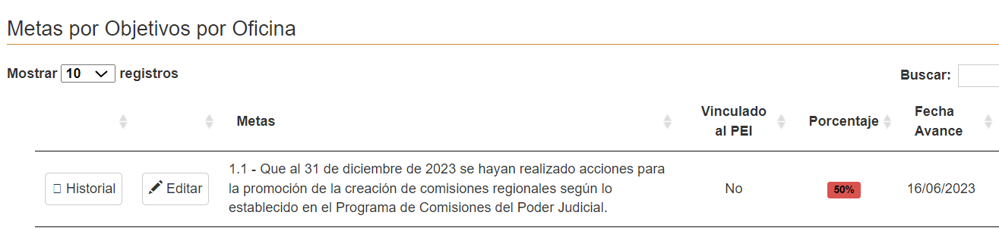 Metas por Objetivos por Oficina
Mostrar 10 registros
Buscar:
Metas
Vinculado
al PEI
Porcentaje
Fecha
Avance
Historial
Editar
1.1 - Que al 31 de diciembre de 2023 se hayan realizado acciones para
la promoción de la creación de comisiones regionales según lo
establecido en el Programa de Comisiones del Poder Judicial.
No
50%
16/06/2023